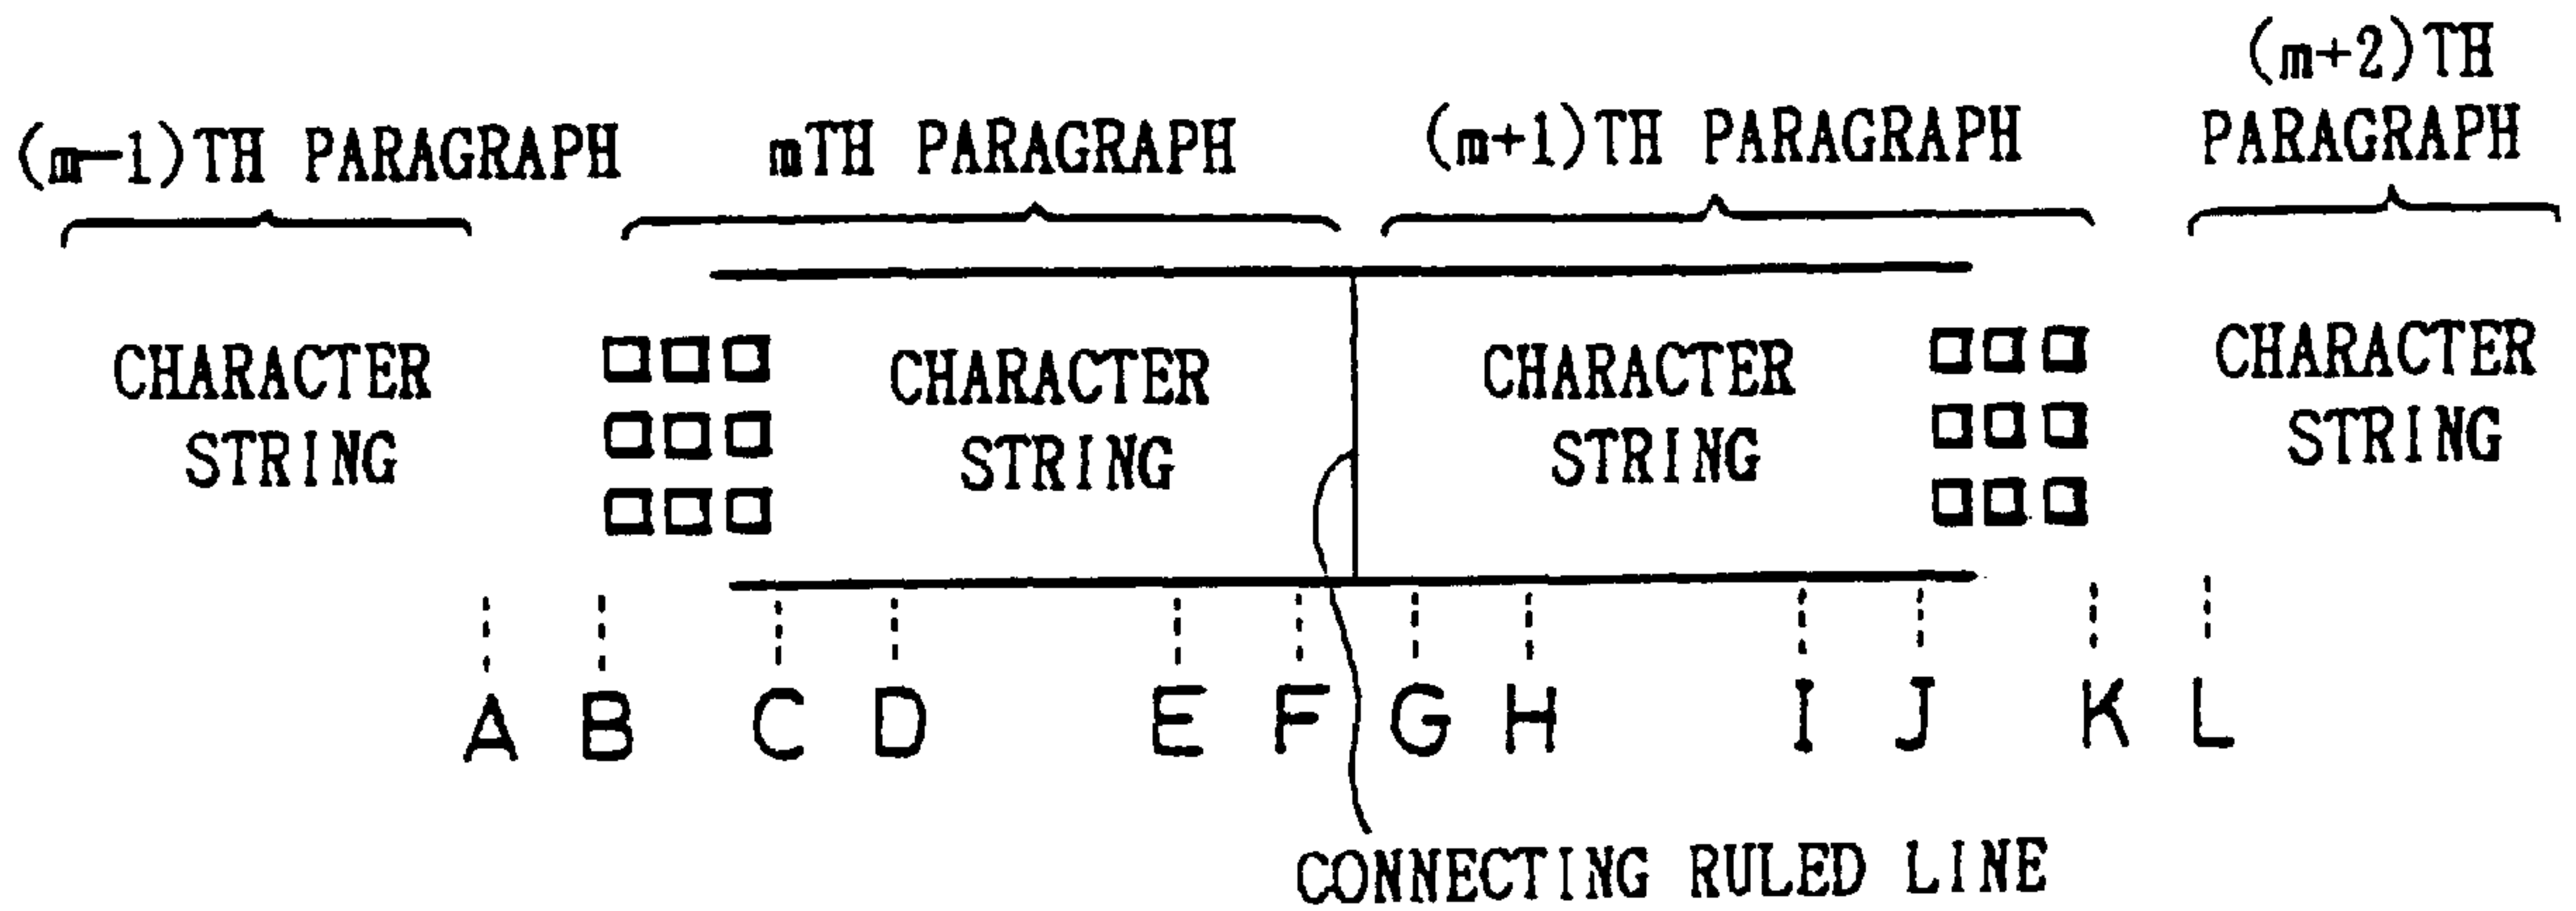 (m-1)TH PARAGRAPH
mTH PARAGRAPH
(m+1)TH PARAGRAPH
(m+2)TH
PARAGRAPH
CHARACTER
STRING
CHARACTER
STRING
CHARACTER
STRING
CHARACTER
STRING
A B C D E F G H I J K L
CONNECTING RULED LINE